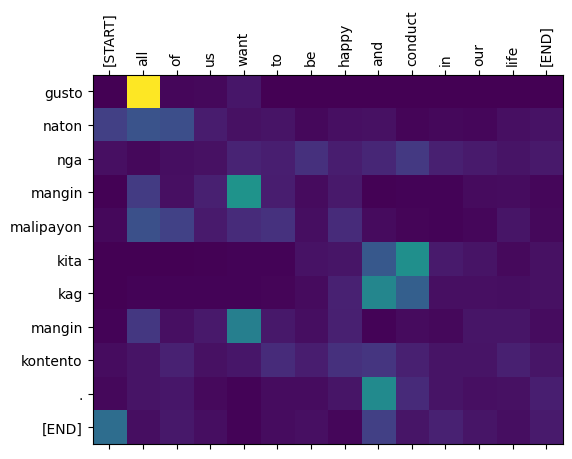 [START] all of us want to be happy and conduct in our life [END]
gusto
naton
nga
mangin
malipayon
kita
kag
mangin
kontento
.
[END]